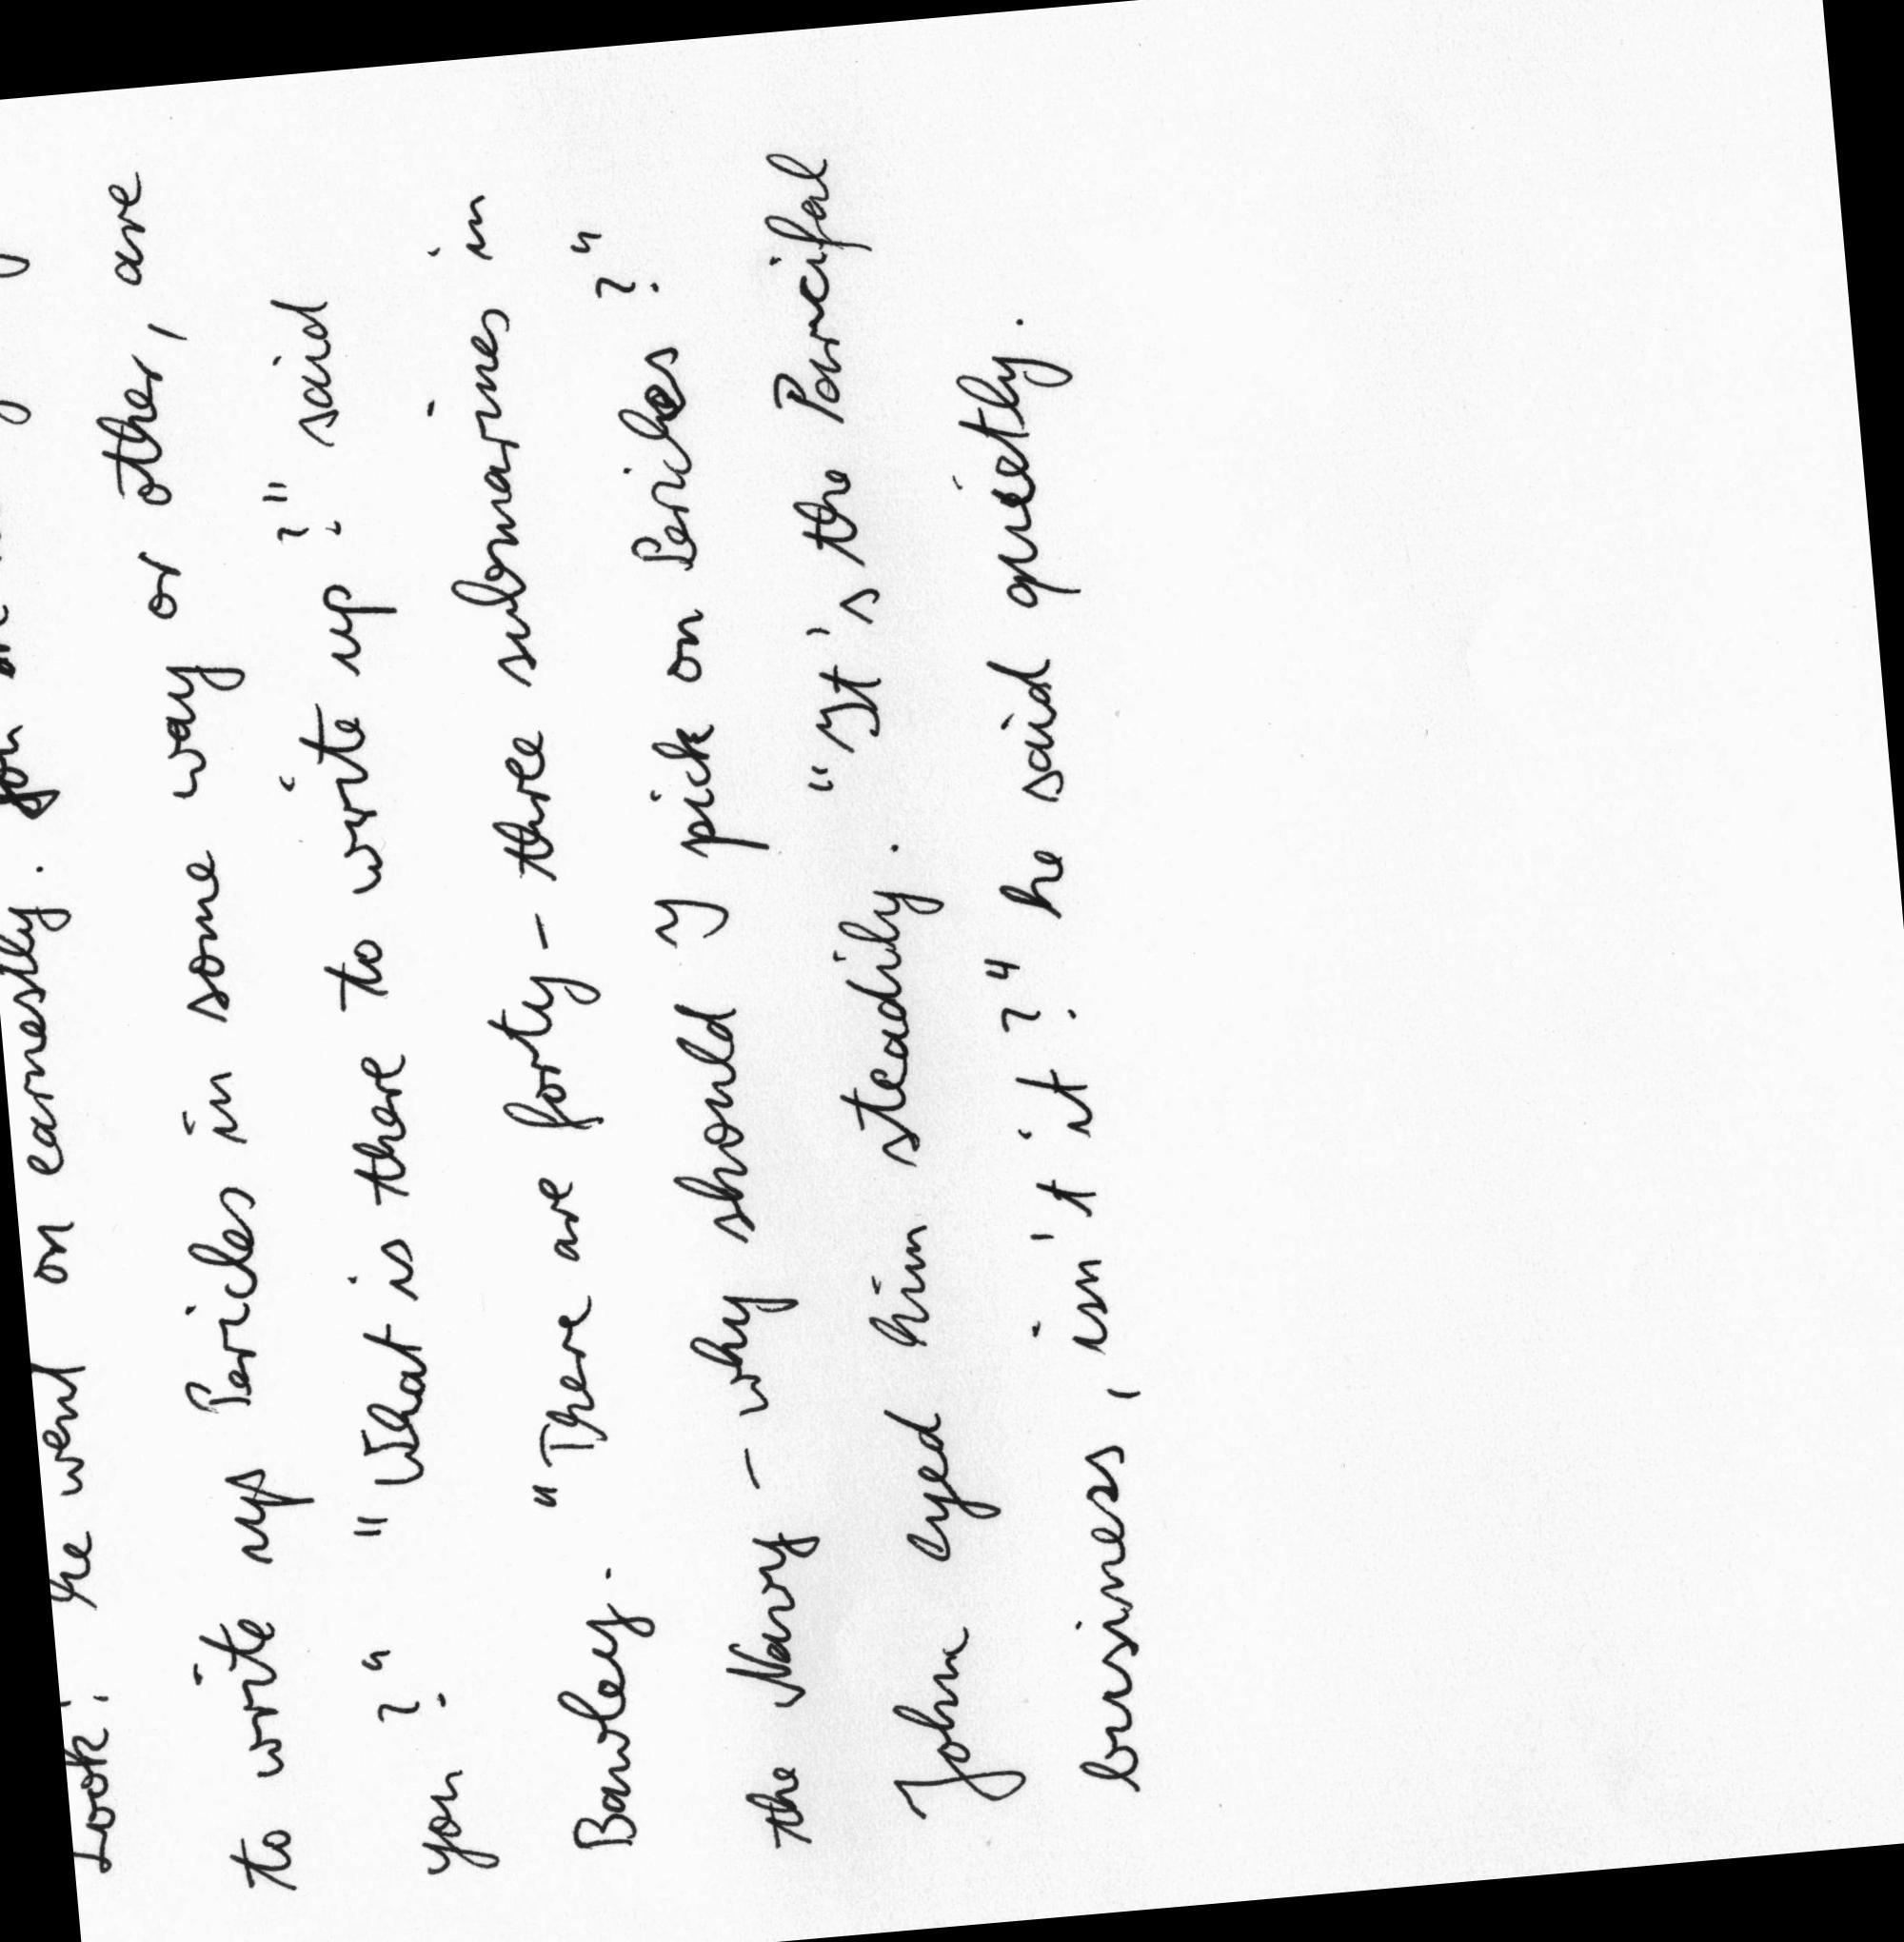 Look, he went on earnestly. you
to write up Pericles in some way or other, are
you?" "What is there to write up?" said
Bawley. "There are forty-three submarines in
the Navy - why should I pick on Pericles?"
John eyed him steadily. "It's the Parcifal
business, isn't it?" he said quietly.